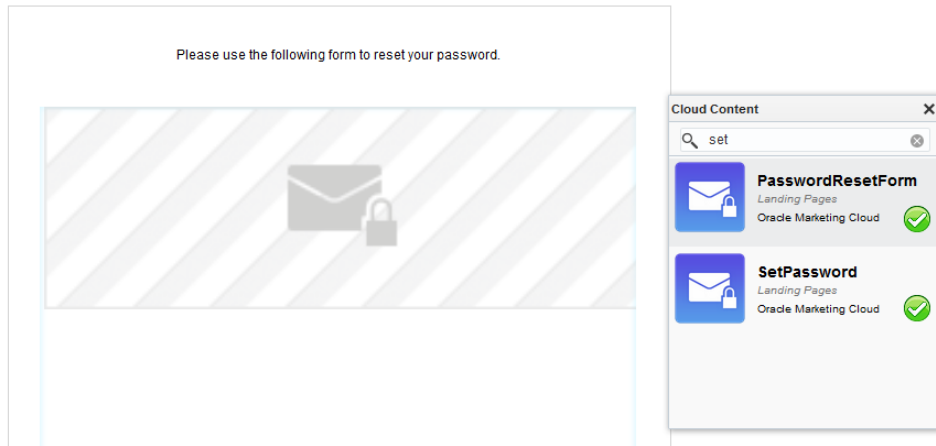 Please use the following form to reset your password.
Cloud Content
set
PasswordResetForm
Landing Pages
Oracle Marketing Cloud
SetPassword
Landing Pages
Oracle Marketing Cloud